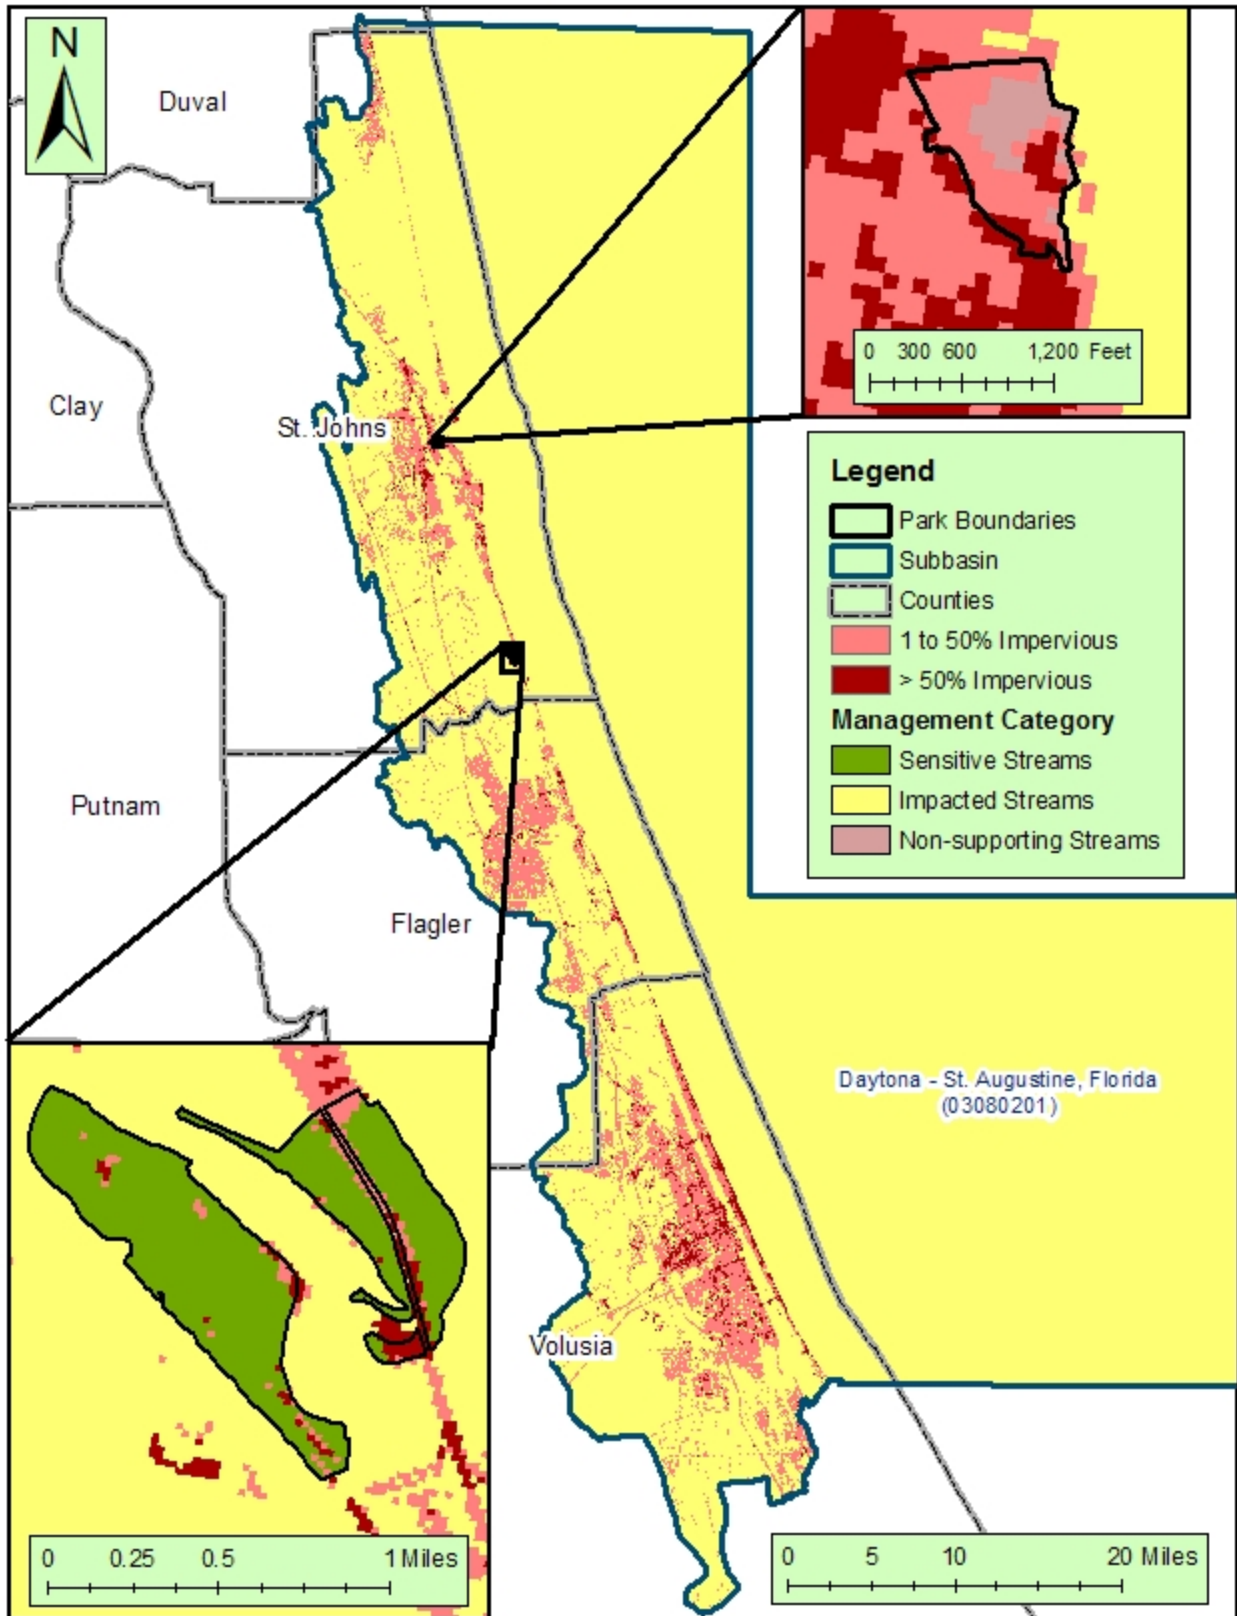 N
Duval
Clay
St. Johns
Putnam
Flagler
Volusia
Daytona - St. Augustine, Florida
(03080201)
0 300 600 1,200 Feet
Legend
Park Boundaries
Subbasin
Counties
1 to 50% Impervious
> 50% Impervious
Management Category
Sensitive Streams
Impacted Streams
Non-supporting Streams
0 0.25 0.5 1 Miles
0 5 10 20 Miles